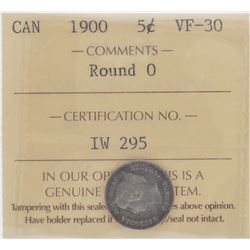 CAN 1900 5¢ VF-30
— COMMENTS —
Round 0
— CERTIFICATION NO. —
IW 295
IN OUR OP IS A
GENUINE TEM.
Tampering with this seale s above opinion.
Have holder replaced i /seal not intact.